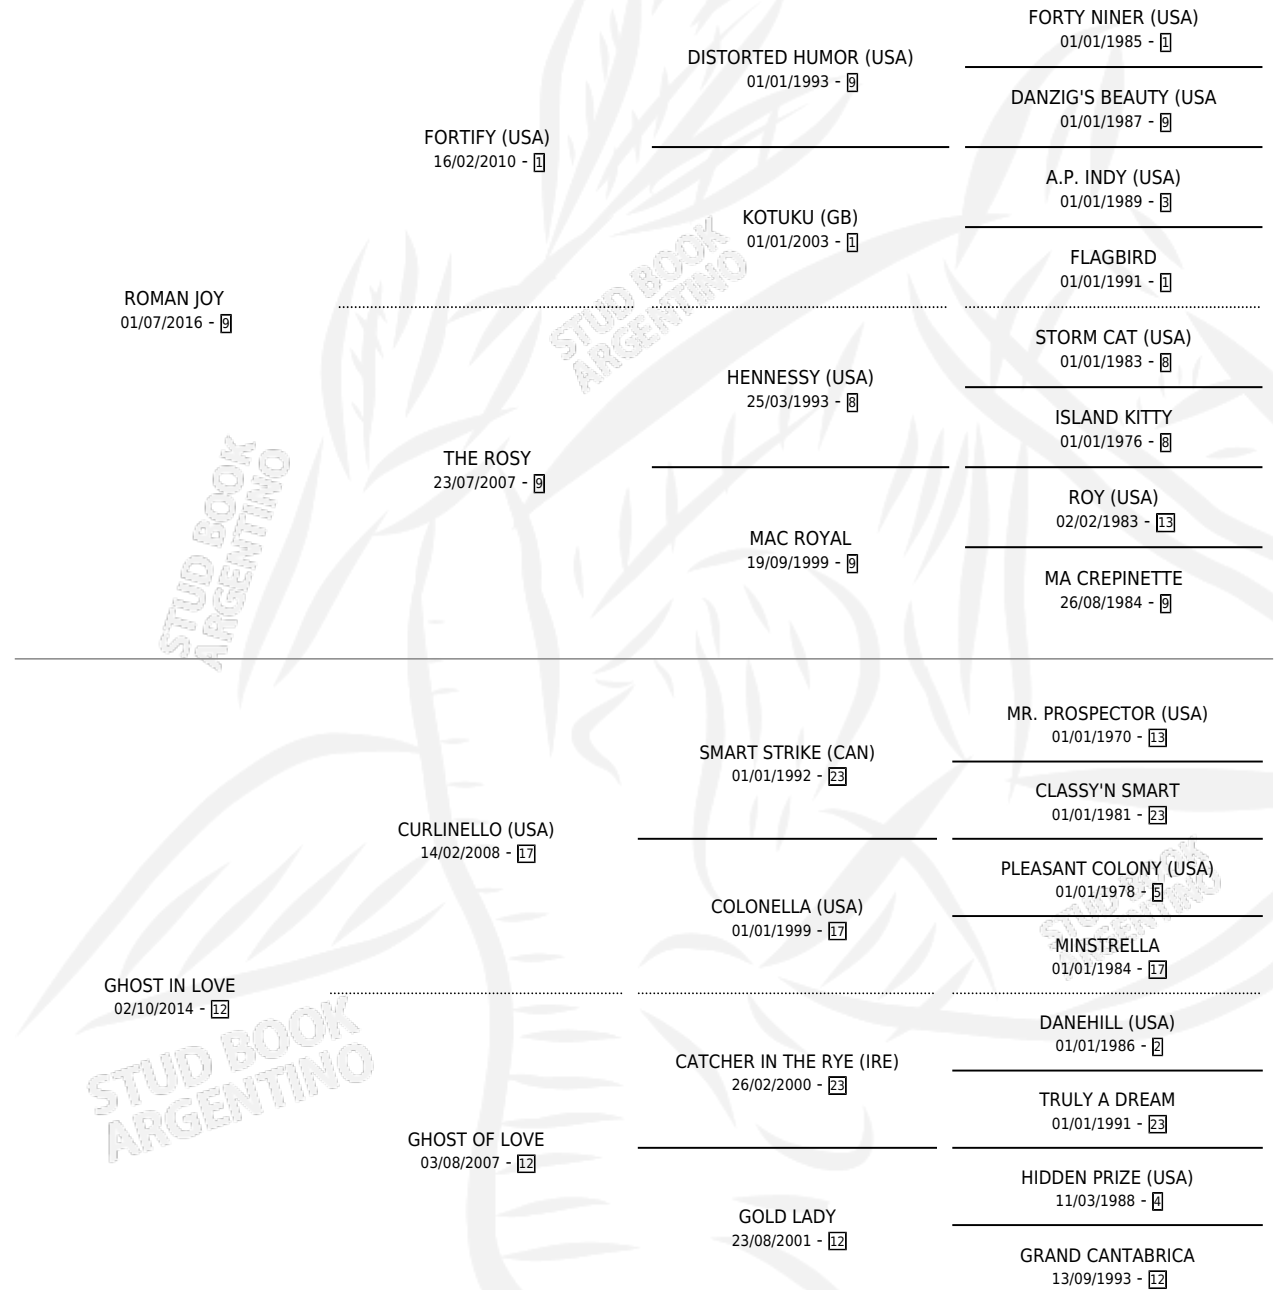 FORTY NINER (USA)
01/01/1985 - 1
DISTORTED HUMOR (USA)
01/01/1993 - 9
DANZIG'S BEAUTY (USA
01/01/1987 - 9
FORTIFY (USA)
16/02/2010 - 1
A.P. INDY (USA)
01/01/1989 - 3
KOTUKU (GB)
01/01/2003 - 1
FLAGBIRD
01/01/1991 - 1
ROMAN JOY
01/07/2016 - 9
STORM CAT (USA)
01/01/1983 - 8
HENNESSY (USA)
25/03/1993 - 8
ISLAND KITTY
01/01/1976 - 8
THE ROSY
23/07/2007 - 9
ROY (USA)
02/02/1983 - 13
MAC ROYAL
19/09/1999 - 9
MA CREPINETTE
26/08/1984 - 9
MR. PROSPECTOR (USA)
01/01/1970 - 13
SMART STRIKE (CAN)
01/01/1992 - 23
CLASSY'N SMART
01/01/1981 - 23
CURLINELLO (USA)
14/02/2008 - 17
PLEASANT COLONY (USA)
01/01/1978 - 5
COLONELLA (USA)
01/01/1999 - 17
MINSTRELLA
01/01/1984 - 17
GHOST IN LOVE
02/10/2014 - 12
DANEHILL (USA)
01/01/1986 - 2
CATCHER IN THE RYE (IRE)
26/02/2000 - 23
TRULY A DREAM
01/01/1991 - 23
GHOST OF LOVE
03/08/2007 - 12
HIDDEN PRIZE (USA)
11/03/1988 - 4
GOLD LADY
23/08/2001 - 12
GRAND CANTABRICA
13/09/1993 - 12
STUD BOOK
ARGENTINO
STUD BOOK
ARGENTINO
STUD BOOK
ARGENTINO
STUD BOOK
ARGENTINO